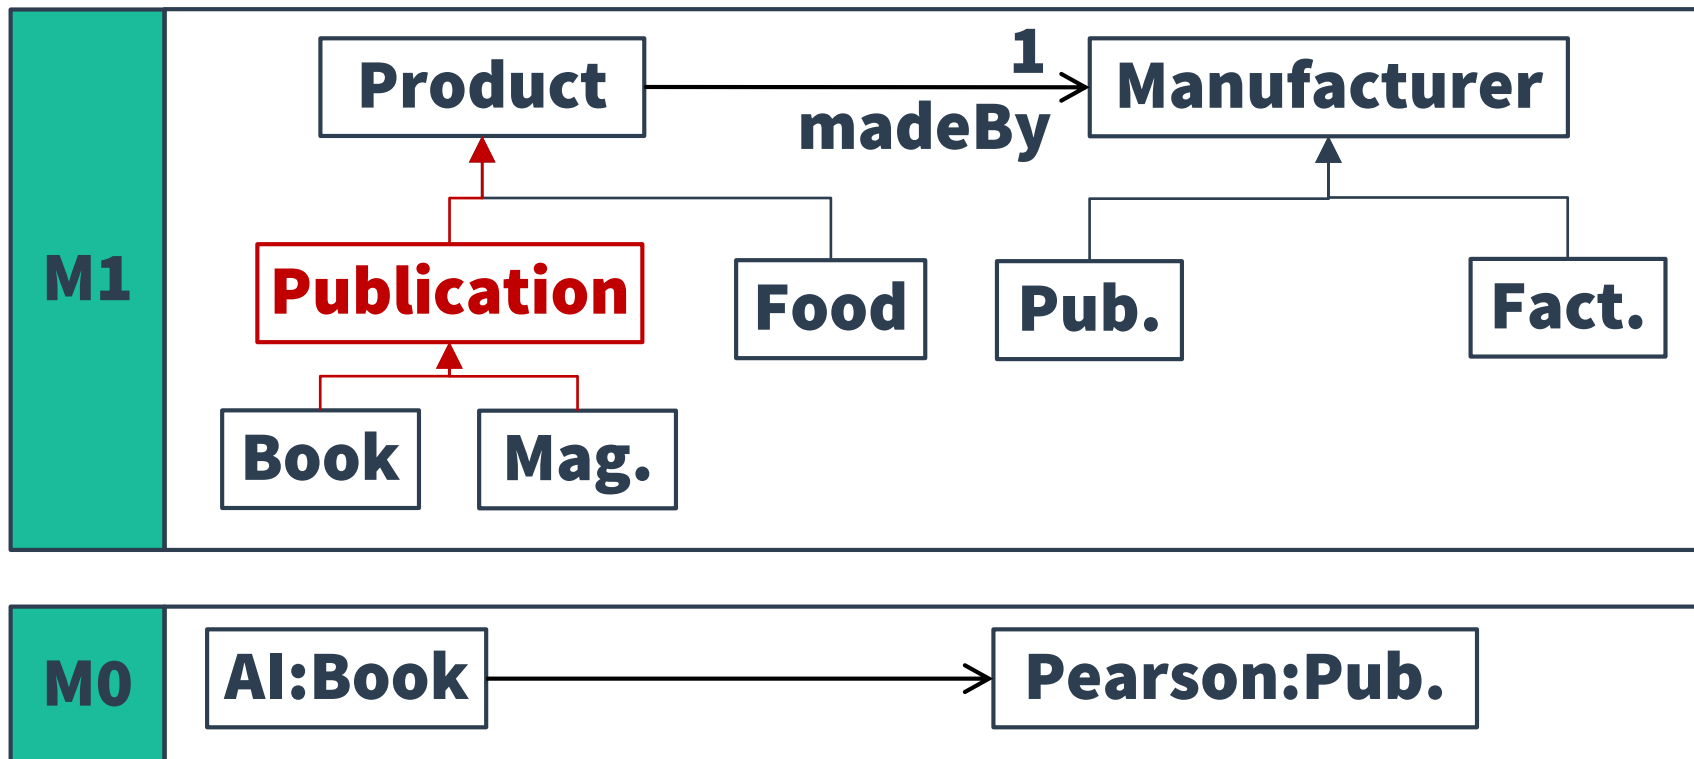 M1
Product
1
madeBy
Manufacturer
Publication
Food
Pub.
Fact.
Book
Mag.
M0
AI:Book
Pearson:Pub.